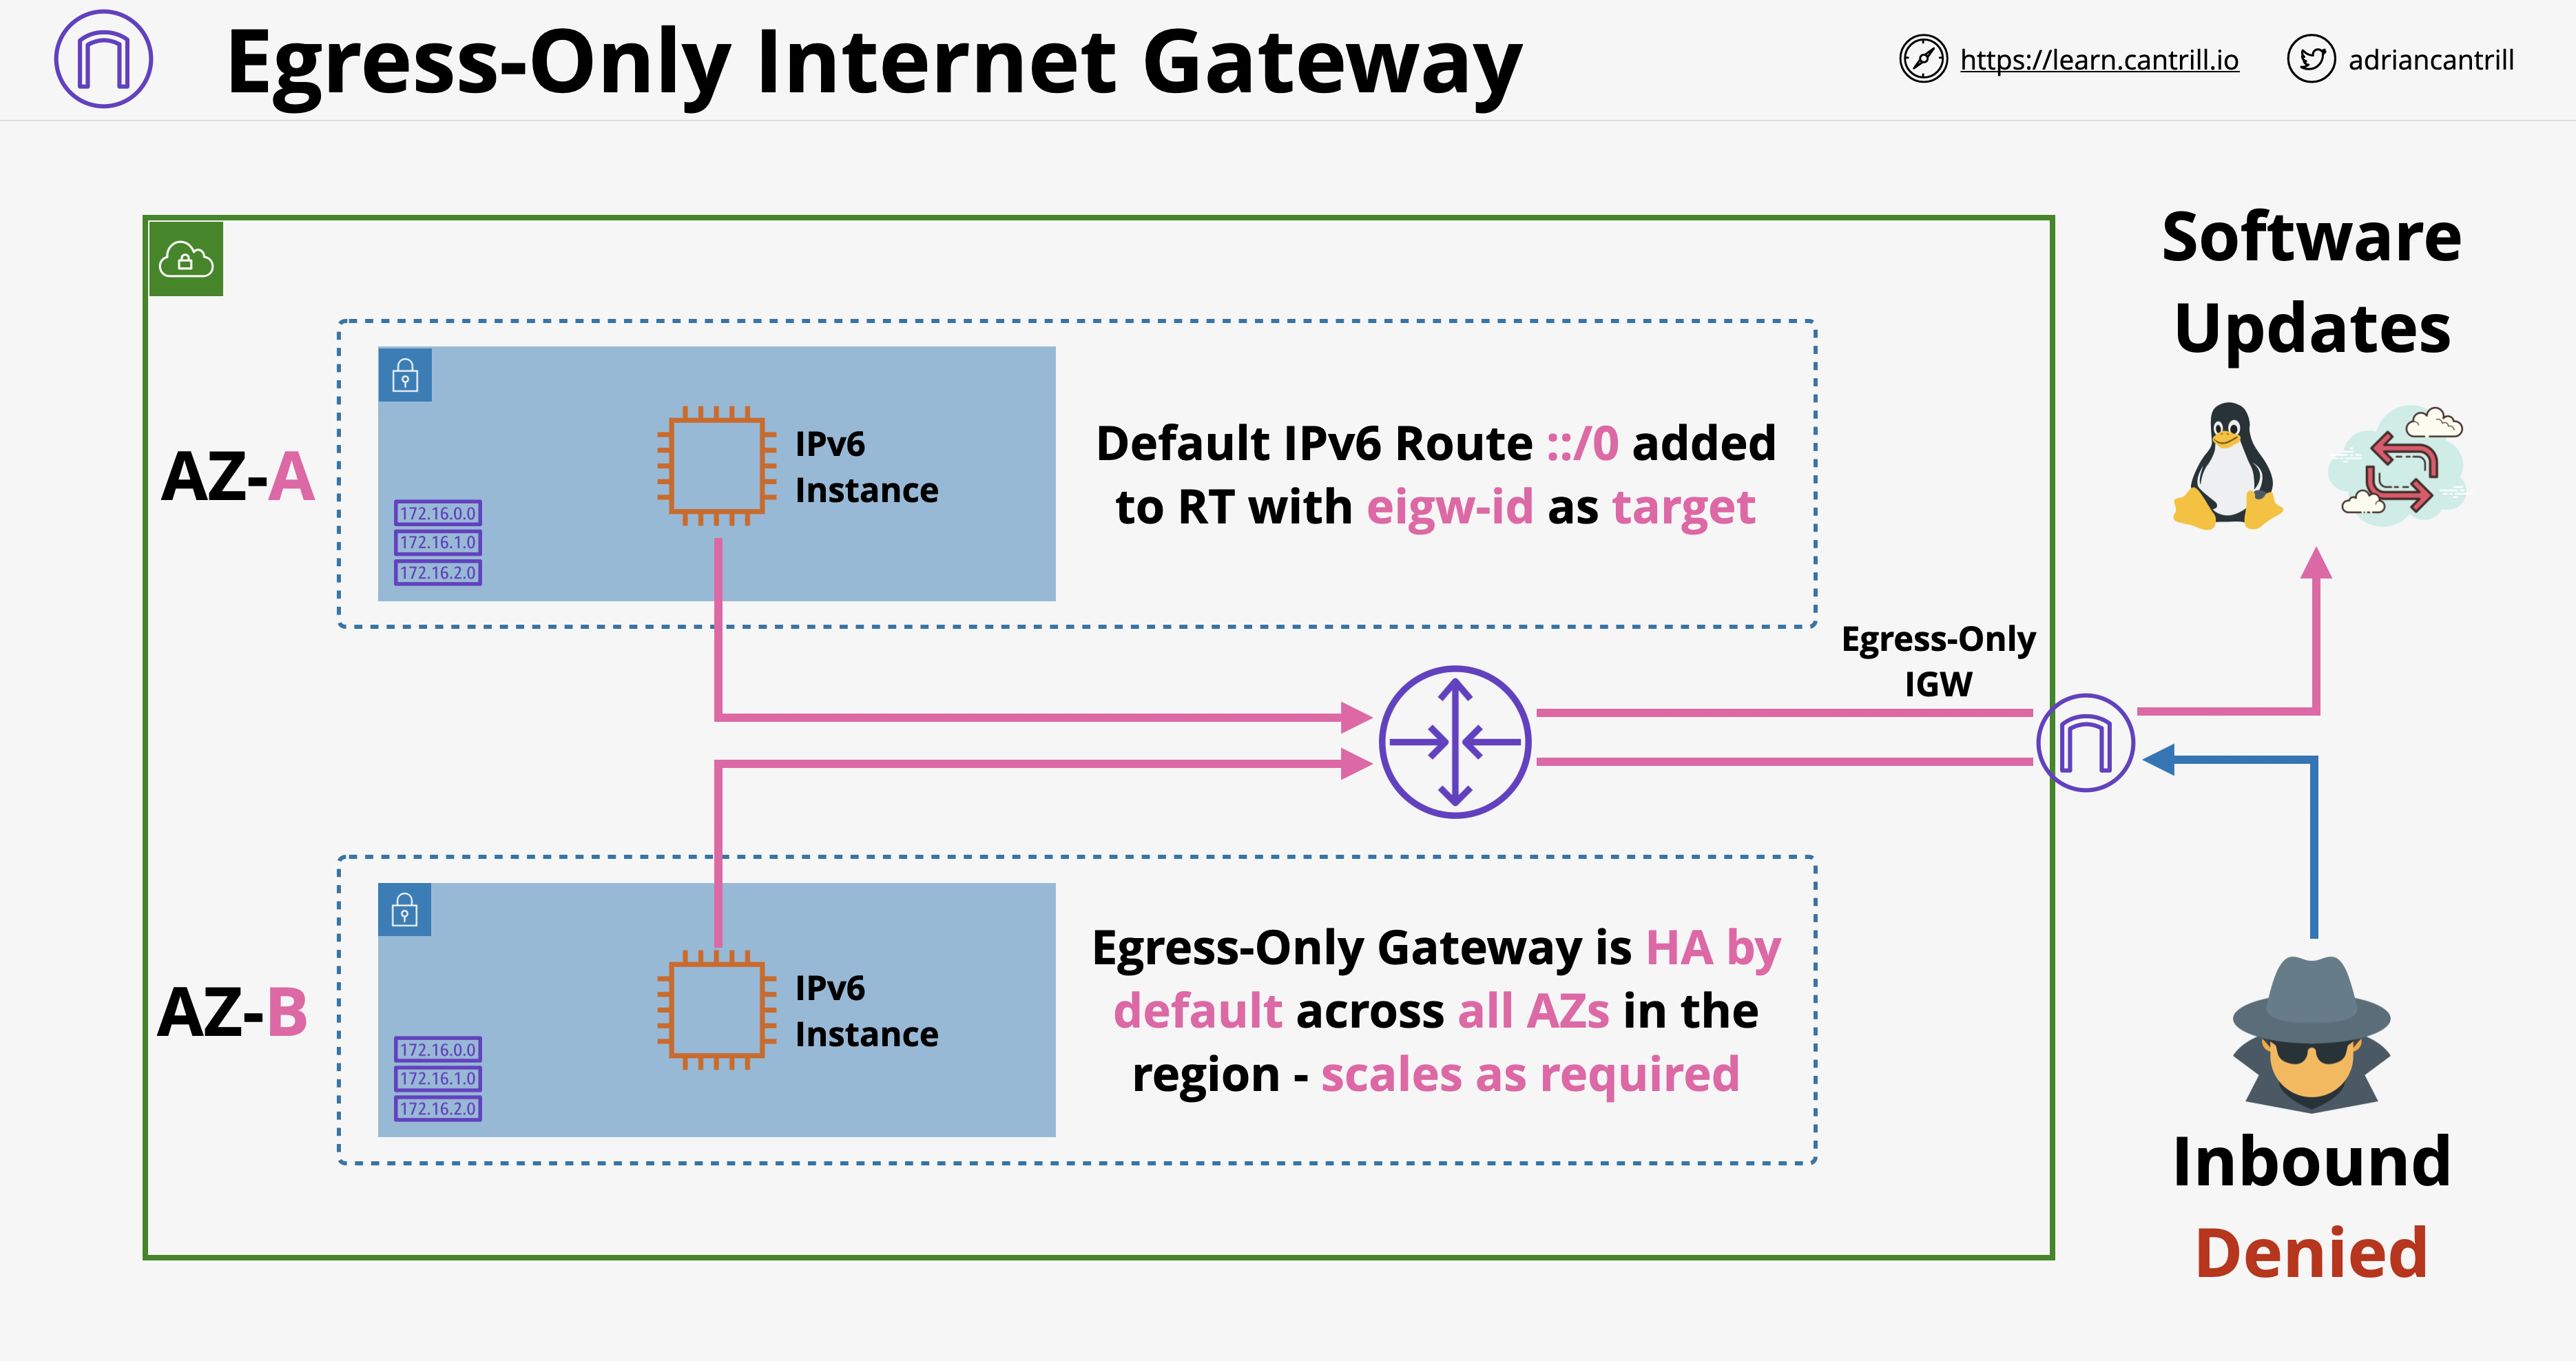 Egress-Only Internet Gateway
https://learn.cantrill.io
adriancantrill
Software
Updates
AZ-A
IPv6
Instance
172.16.0.0
172.16.1.0
172.16.2.0
Default IPv6 Route ::/0 added
to RT with eigw-id as target
Egress-Only
IGW
AZ-B
IPv6
Instance
172.16.0.0
172.16.1.0
172.16.2.0
Egress-Only Gateway is HA by
default across all AZs in the
region - scales as required
Inbound
Denied